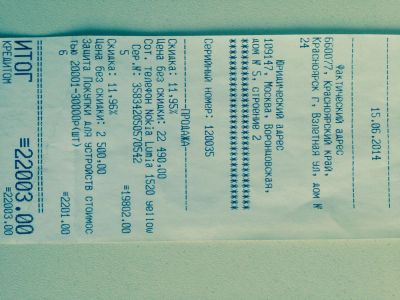 15.06.2014
Фактический адрес
660077, Красноярский край,
Красноярск г, Взлетная ул, дом №
24
Юридический адрес
109147, Москва, Воронцовская,
дом № 5, строение 2
Серийный номер: 120035
ПРОДАЖА
Скидка: 11,95%
Цена без скидки: 22 490,00
Сот. телефон Nokia Lumia 1520 yellow
Сер.№: 358342050570542
5 ≡19802.00
Скидка: 11,96%
Цена без скидки: 2 500,00
Защита Покупки для устройств стоимос
тью 20001-30000р(шт)
6 ≡2201.00
ИТОГ ≡22003.00
КРЕДИТОМ ≡22003.00